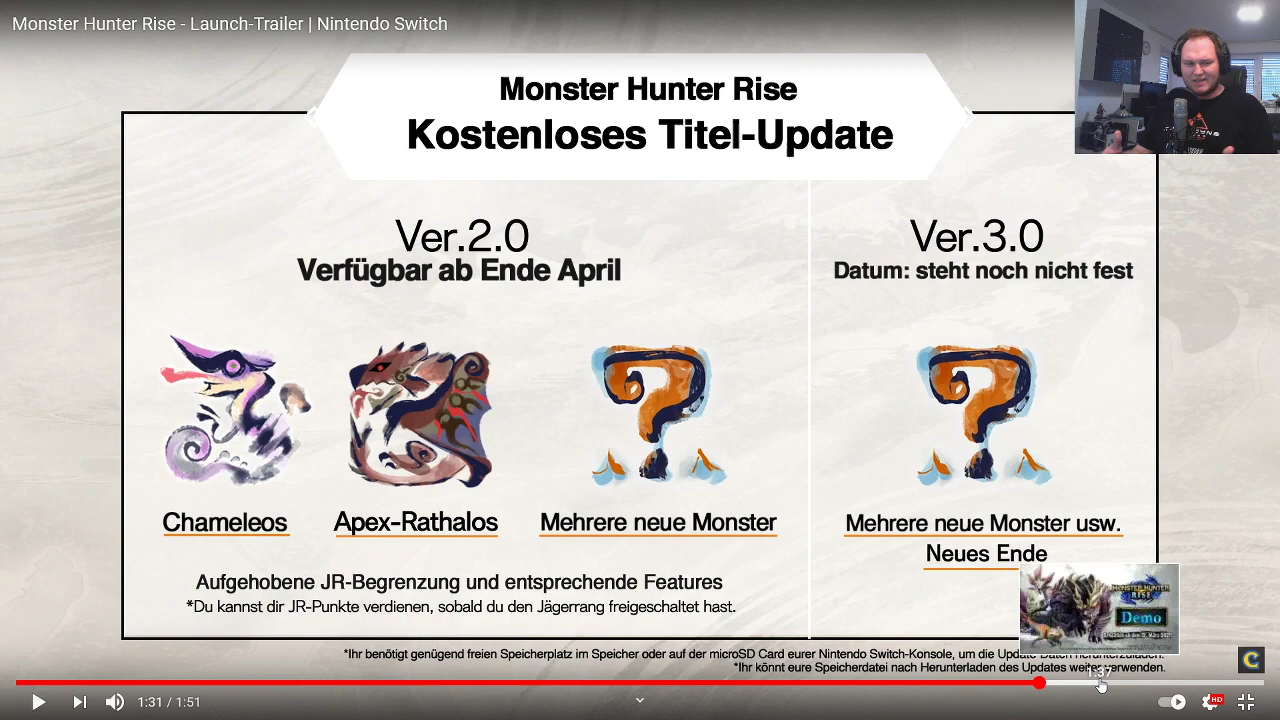 Monster Hunter Rise - Launch-Trailer | Nintendo Switch
Monster Hunter Rise
Kostenloses Titel-Update
Ver.2.0
Verfügbar ab Ende April
Ver.3.0
Datum: steht noch nicht fest
Chameleos
Apex-Rathalos
Mehrere neue Monster
Mehrere neue Monster usw.
Neues Ende
Aufgehobene JR-Begrenzung und entsprechende Features
*Du kannst dir JR-Punkte verdienen, sobald du den Jägerrang freigeschaltet hast.
MONSTER HUNTER
RISE
Demo
*Ihr benötigt genügend freien Speicherplatz im Speicher oder auf der microSD Card eurer Nintendo Switch-Konsole, um die Update-Daten herunterzuladen.
*Ihr könnt eure Speicherdatei nach Herunterladen des Updates weiterverwenden.
1:37
C
1:31 / 1:51
HD